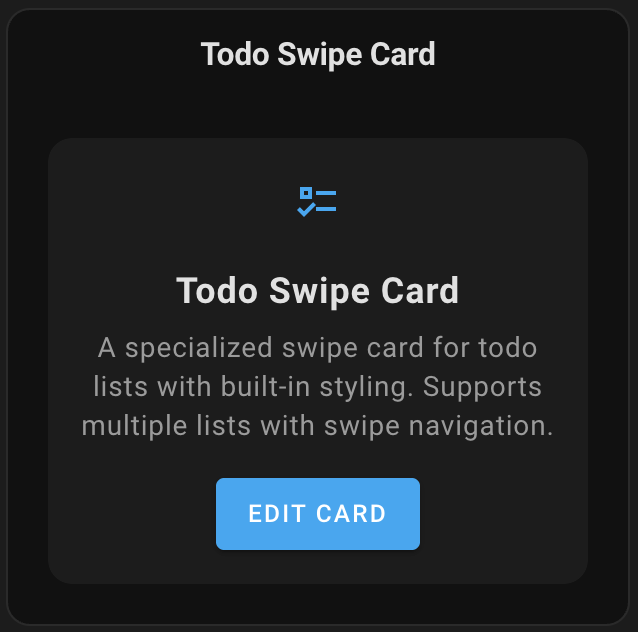 Todo Swipe Card
Todo Swipe Card
A specialized swipe card for todo
lists with built-in styling. Supports
multiple lists with swipe navigation.
EDIT CARD